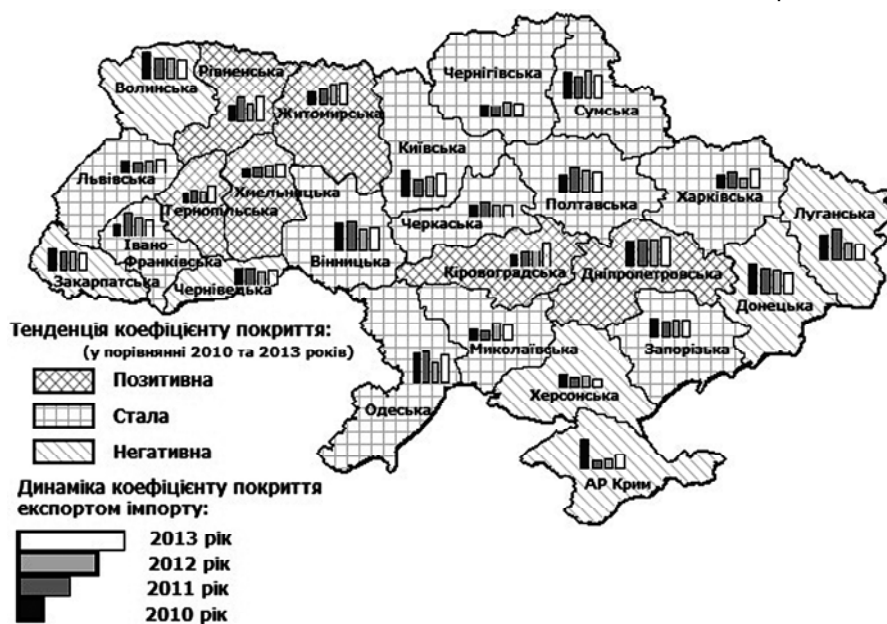 Волинська
Рівненська
Житомирська
Чернігівська
Сумська
Київська
Львівська
Тернопільська
Хмельницька
Вінницька
Черкаська
Полтавська
Харківська
Луганська
Івано-
Франківська
Закарпатська
Чернівецька
Кіровоградська
Дніпропетровська
Донецька
Запорізька
Миколаївська
Херсонська
Одеська
АР Крим
Тенденція коефіцієнту покриття:
(у порівнянні 2010 та 2013 років)
Позитивна
Стала
Негативна
Динаміка коефіцієнту покриття
експортом імпорту:
2013 рік
2012 рік
2011 рік
2010 рік